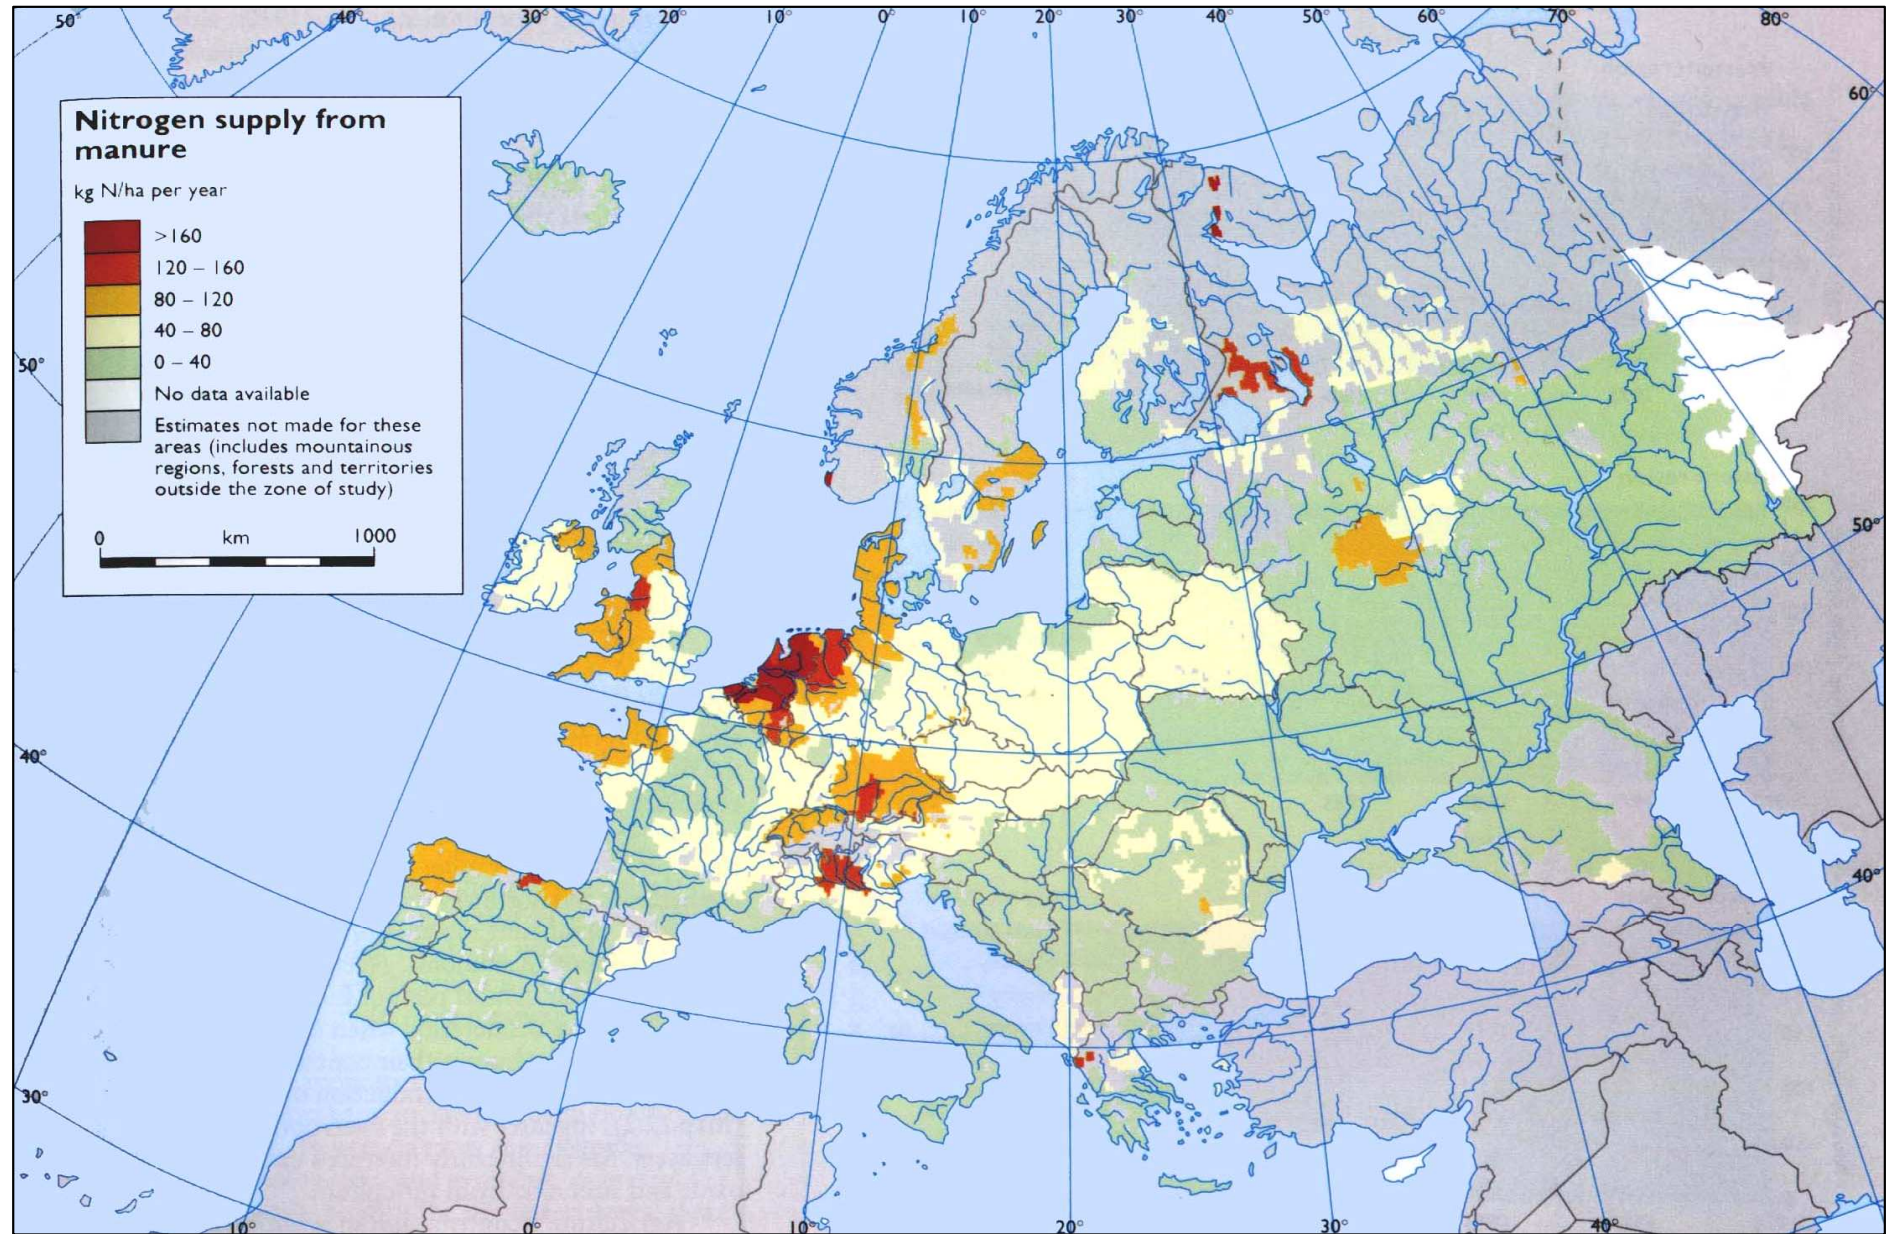 50° 40° 30° 20° 10° 0° 10° 20° 30° 40° 50° 60° 70° 80°
60°
Nitrogen supply from
manure
kg N/ha per year
>160
120 – 160
80 – 120
40 – 80
0 – 40
No data available
Estimates not made for these
areas (includes mountainous
regions, forests and territories
outside the zone of study)
0 km 1000
50°
50°
40°
40°
30°
10° 0° 10° 20° 30° 40°